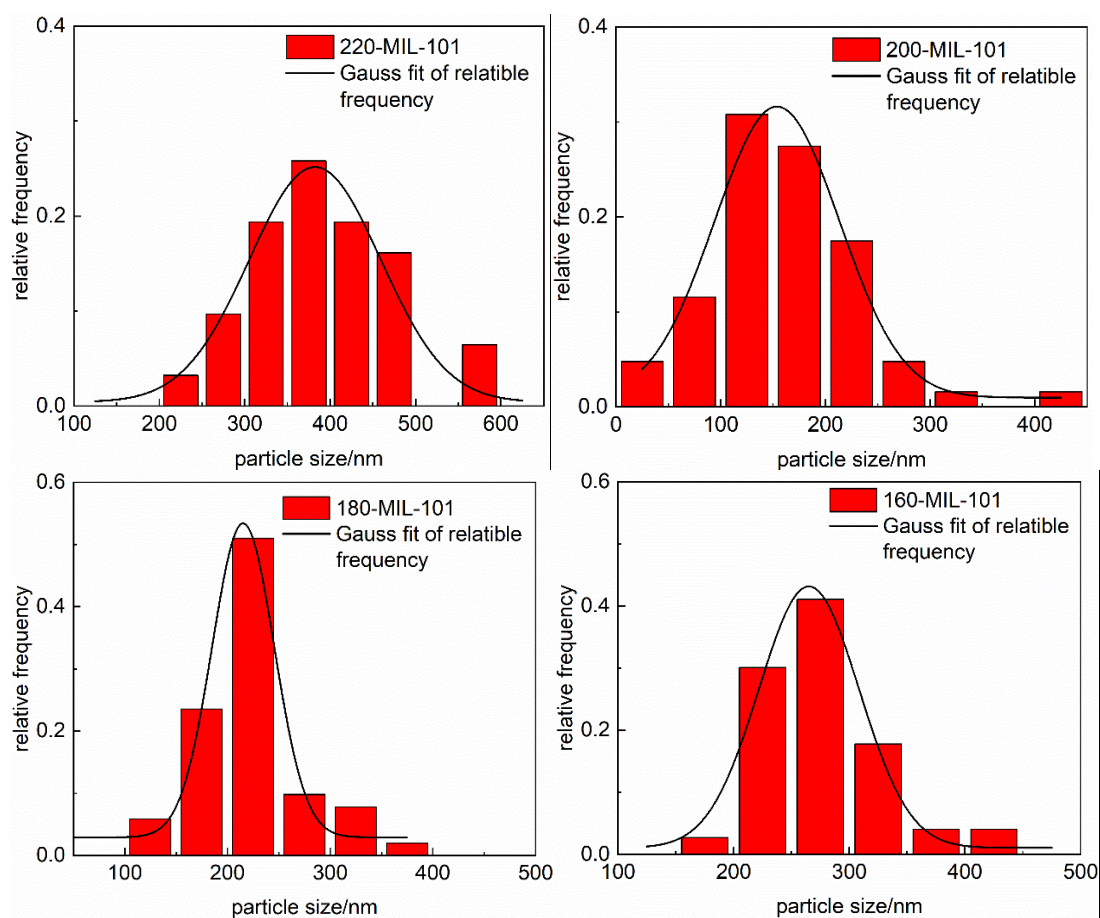 0.4
220-MIL-101
Gauss fit of relatible
frequency
relative frequency
0.2
0.0
100 200 300 400 500 600
particle size/nm
0.4
200-MIL-101
Gauss fit of relatible
frequency
relative frequency
0.2
0.0
0 100 200 300 400
particle size/nm
0.6
180-MIL-101
Gauss fit of relatible
frequency
relative frequency
0.4
0.2
0.0
100 200 300 400 500
particle size/nm
0.6
160-MIL-101
Gauss fit of relatible
frequency
relative frequency
0.4
0.2
0.0
100 200 300 400 500
particle size/nm